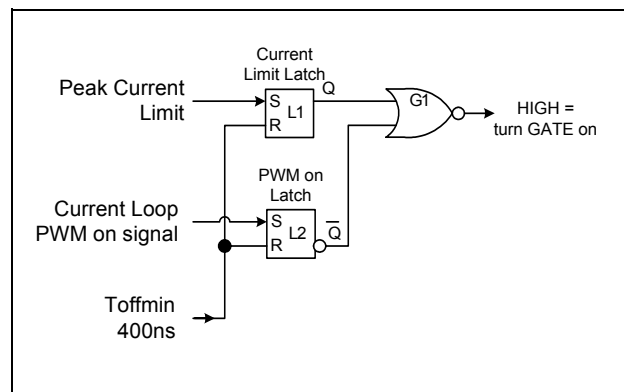 Current
Limit Latch
Q
Peak Current
Limit
S
L1
R
G1
HIGH =
turn GATE on
PWM on
Latch
Current Loop
PWM on signal
S
L2
R
Q̅
Toffmin
400ns